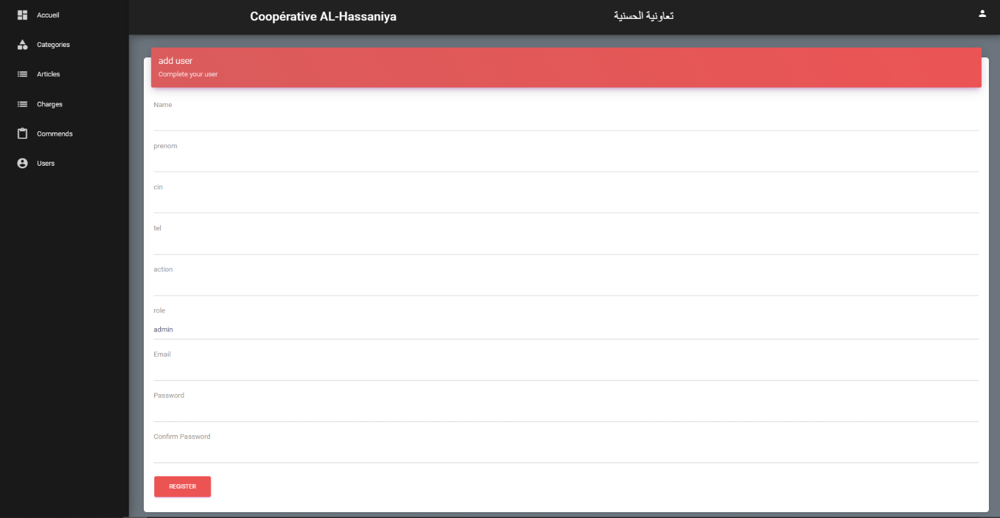 Accueil
Categories
Articles
Charges
Commends
Users
Coopérative AL-Hassaniya
تعاونية الحسنية
add user
Complete your user
Name
prenom
cin
tel
action
role
admin
Email
Password
Confirm Password
REGISTER